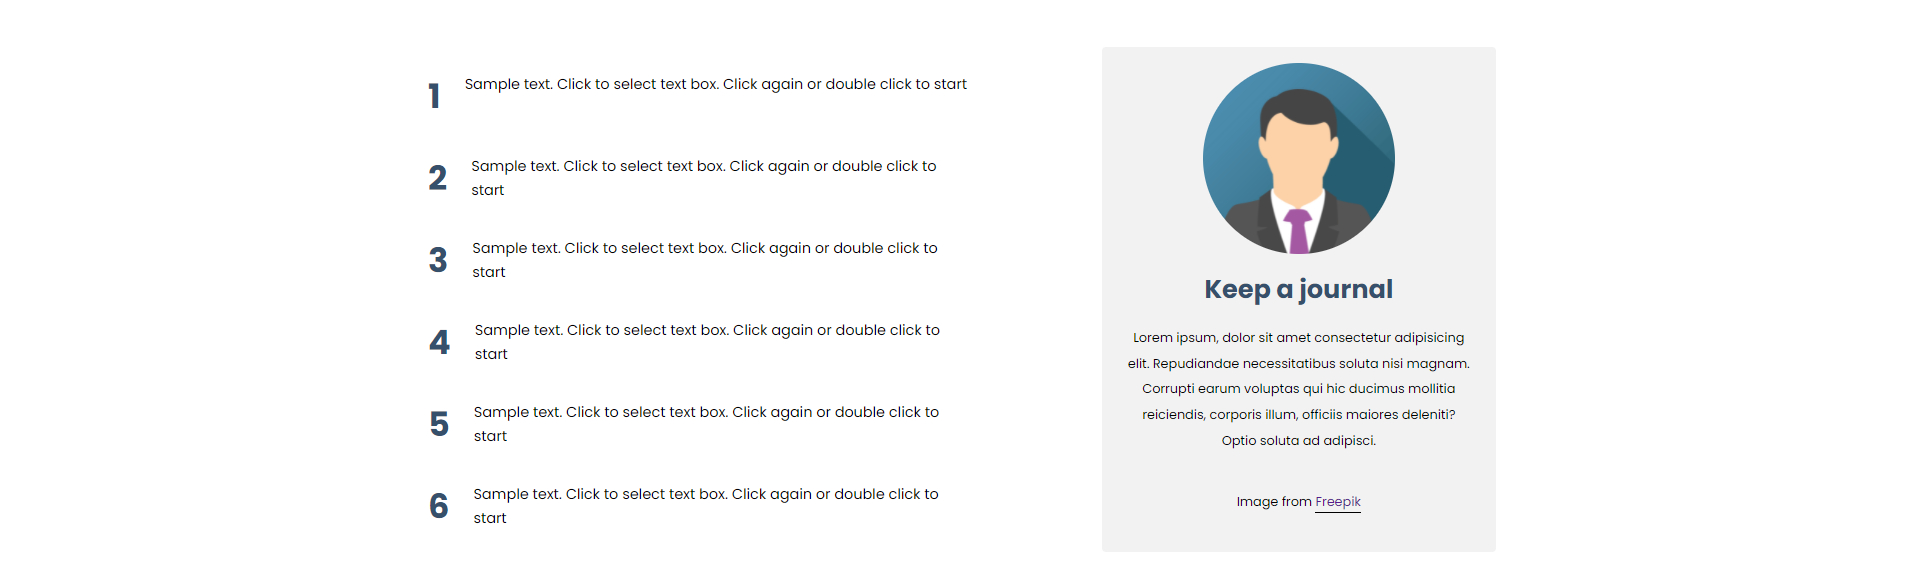 1 Sample text. Click to select text box. Click again or double click to start
2 Sample text. Click to select text box. Click again or double click to
start
3 Sample text. Click to select text box. Click again or double click to
start
4 Sample text. Click to select text box. Click again or double click to
start
5 Sample text. Click to select text box. Click again or double click to
start
6 Sample text. Click to select text box. Click again or double click to
start
Keep a journal
Lorem ipsum, dolor sit amet consectetur adipisicing
elit. Repudiandae necessitatibus soluta nisi magnam.
Corrupti earum voluptas qui hic ducimus mollitia
reiciendis, corporis illum, officiis maiores deleniti?
Optio soluta ad adipisci.
Image from Freepik